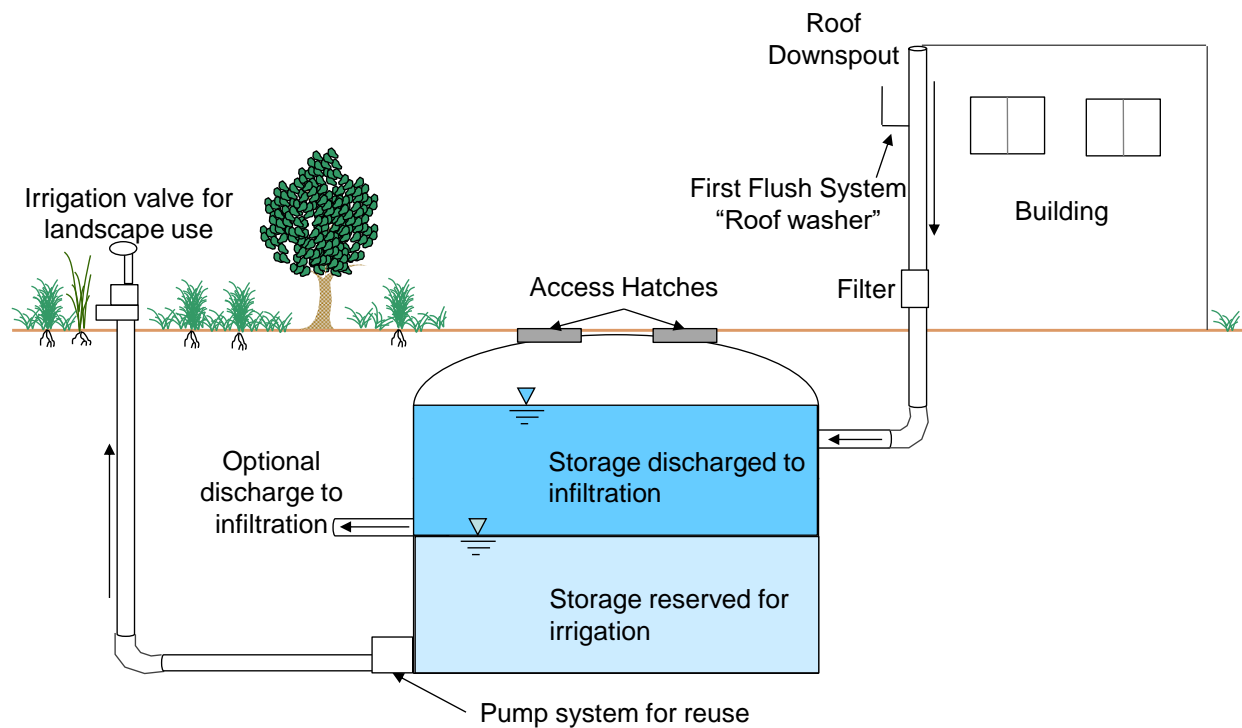 Roof
Downspout
First Flush System
“Roof washer”
Building
Irrigation valve for
landscape use
Filter
Access Hatches
Optional
discharge to
infiltration
Storage discharged to
infiltration
Storage reserved for
irrigation
Pump system for reuse